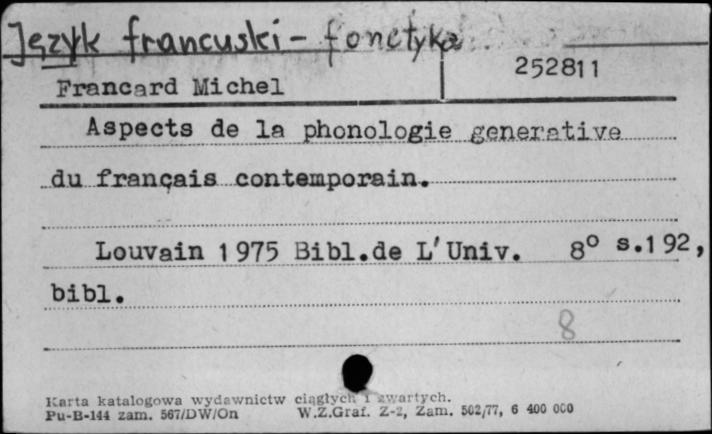 Język francuski - fonetyka
252811
Francard Michel
Aspects de la phonologie generative
du français contemporain.
Louvain 1975 Bibl.de L'Univ. 8° s.192,
bibl.
8
Karta katalogowa wydawnictw ciągłych i zwartych.
Pu-B-144 zam. 567/DW/On W.Z.Graf. Z-2, Zam. 502/77, 6 400 000